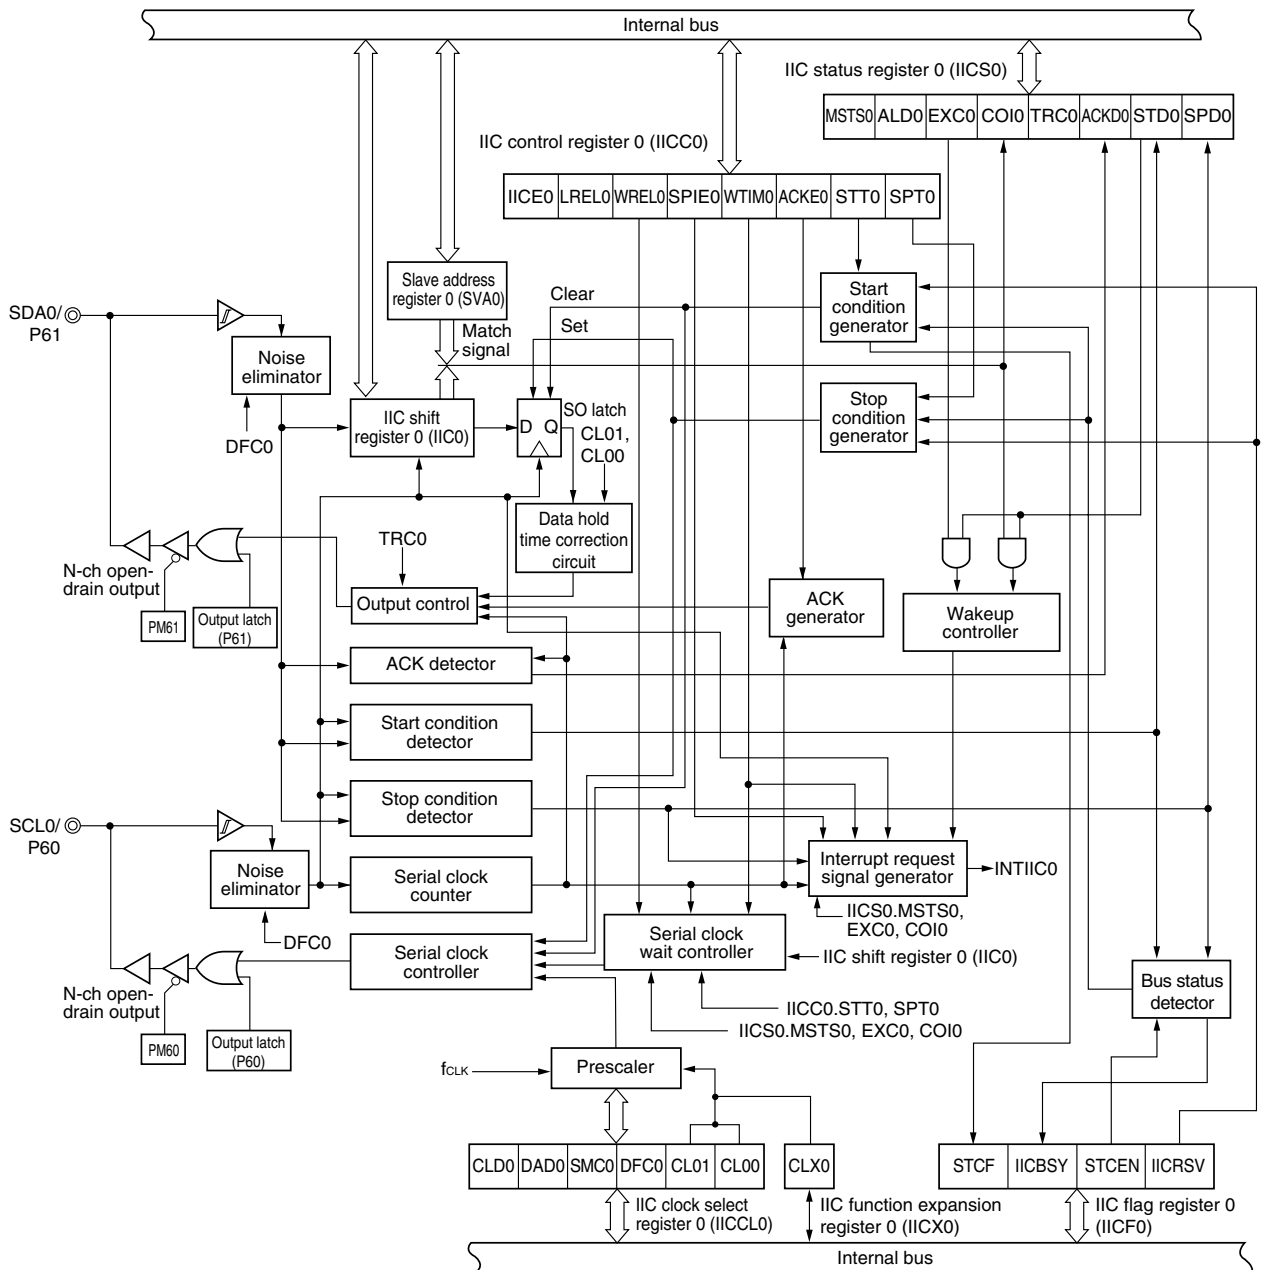 Internal bus
IIC status register 0 (IICS0)
MSTS0 ALD0 EXC0 COI0 TRC0 ACKD0 STD0 SPD0
IIC control register 0 (IICC0)
IICE0 LREL0 WREL0 SPIE0 WTIM0 ACKE0 STT0 SPT0
Slave address
register 0 (SVA0)
Clear
Set
Match
signal
Start
condition
generator
SDA0/
P61
Noise
eliminator
DFC0
IIC shift
register 0 (IIC0)
D Q
SO latch
CL01,
CL00
Stop
condition
generator
Data hold
time correction
circuit
TRC0
N-ch open-
drain output
PM61
Output latch
(P61)
Output control
ACK
generator
Wakeup
controller
ACK detector
Start condition
detector
Stop condition
detector
SCL0/
P60
Noise
eliminator
DFC0
Serial clock
counter
Interrupt request
signal generator
INTIIC0
IICS0.MSTS0,
EXC0, COI0
Serial clock
wait controller
IIC shift register 0 (IIC0)
Serial clock
controller
N-ch open-
drain output
PM60
Output latch
(P60)
IICC0.STT0, SPT0
IICS0.MSTS0, EXC0, COI0
Bus status
detector
fCLK
Prescaler
CLD0 DAD0 SMC0 DFC0 CL01 CL00
CLX0
STCF IICBSY STCEN IICRSV
IIC clock select
register 0 (IICCL0)
IIC function expansion
register 0 (IICX0)
IIC flag register 0
(IICF0)
Internal bus